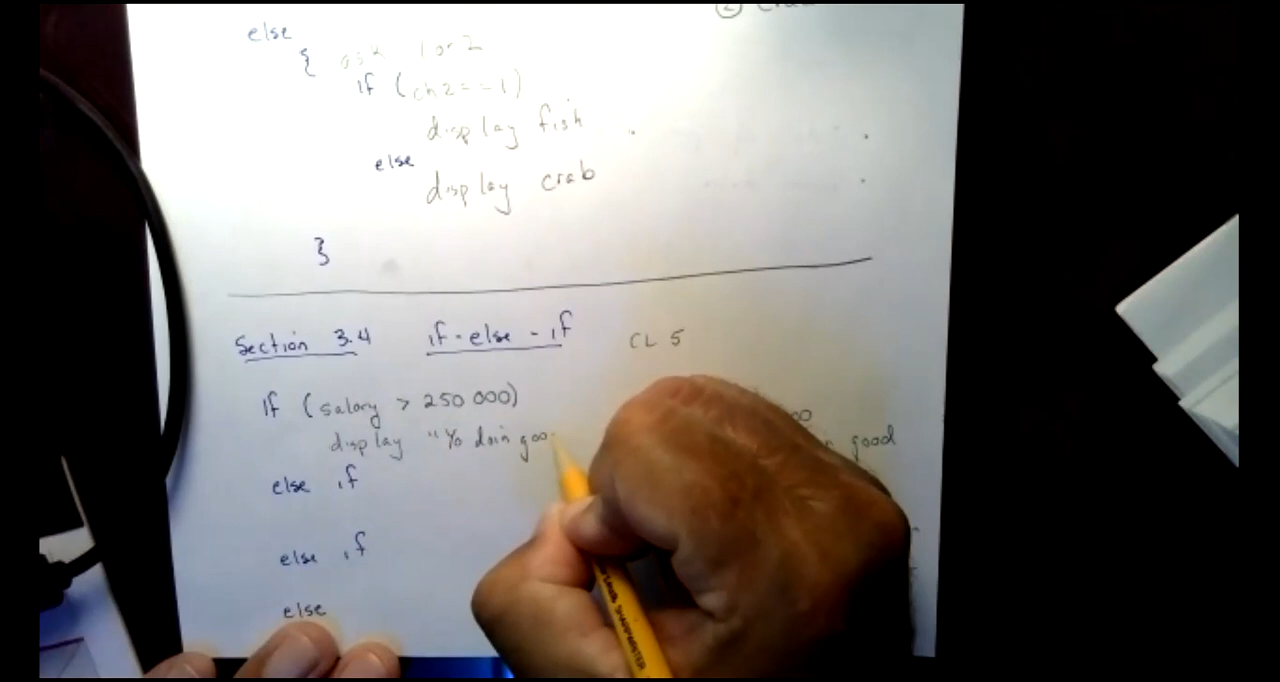 else
{ ask 1 or 2
if (ch2 == 1)
display fish
else
display crab
}
Section 3.4 if-else-if CL 5
if (salary > 250 000)
display "Yo doin goo
good
else if
else if
else